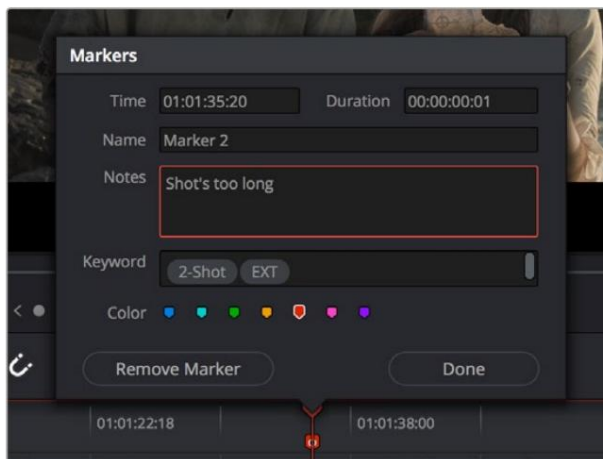 Markers
Time 01:01:35:20 Duration 00:00:00:01
Name Marker 2
Notes Shot's too long
Keyword 2-Shot EXT
Color
Remove Marker Done
01:01:22:18 01:01:38:00